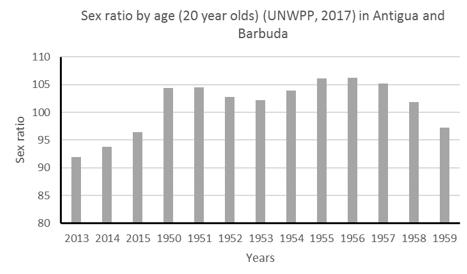 Sex ratio by age (20 year olds) (UNWPP, 2017) in Antigua and
Barbuda
110
105
100
95
90
85
80
Sex ratio
2013 2014 2015 1950 1951 1952 1953 1954 1955 1956 1957 1958 1959
Years